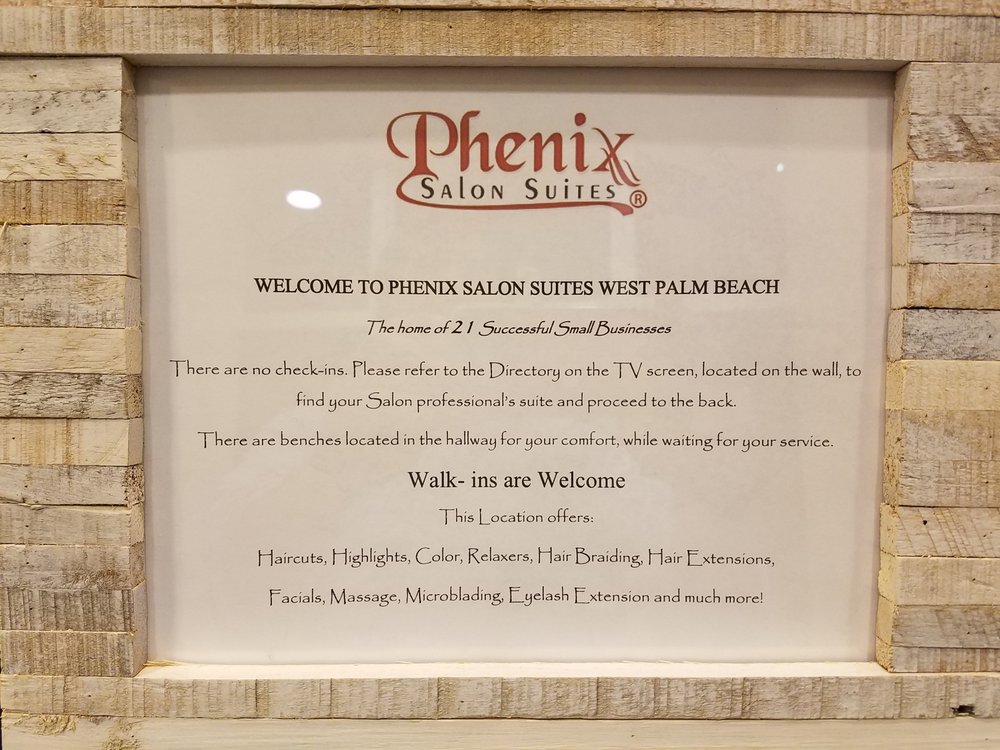 Phenix
SALON SUITES®
WELCOME TO PHENIX SALON SUITES WEST PALM BEACH
The home of 21 Successful Small Businesses
There are no check-ins. Please refer to the Directory on the TV screen, located on the wall, to
find your Salon professional's suite and proceed to the back.
There are benches located in the hallway for your comfort, while waiting for your service.
Walk- ins are Welcome
This Location offers:
Haircuts, Highlights, Color, Relaxers, Hair Braiding, Hair Extensions,
Facials, Massage, Microblading, Eyelash Extension and much more!